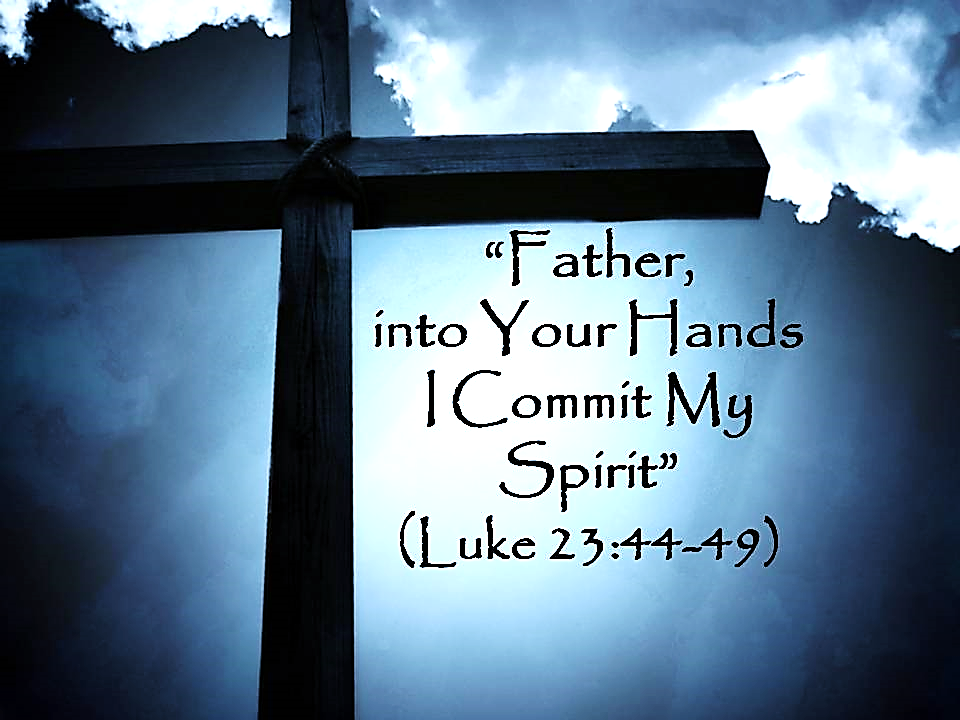 “Father,
into Your Hands
I Commit My
Spirit”
(Luke 23:44-49)